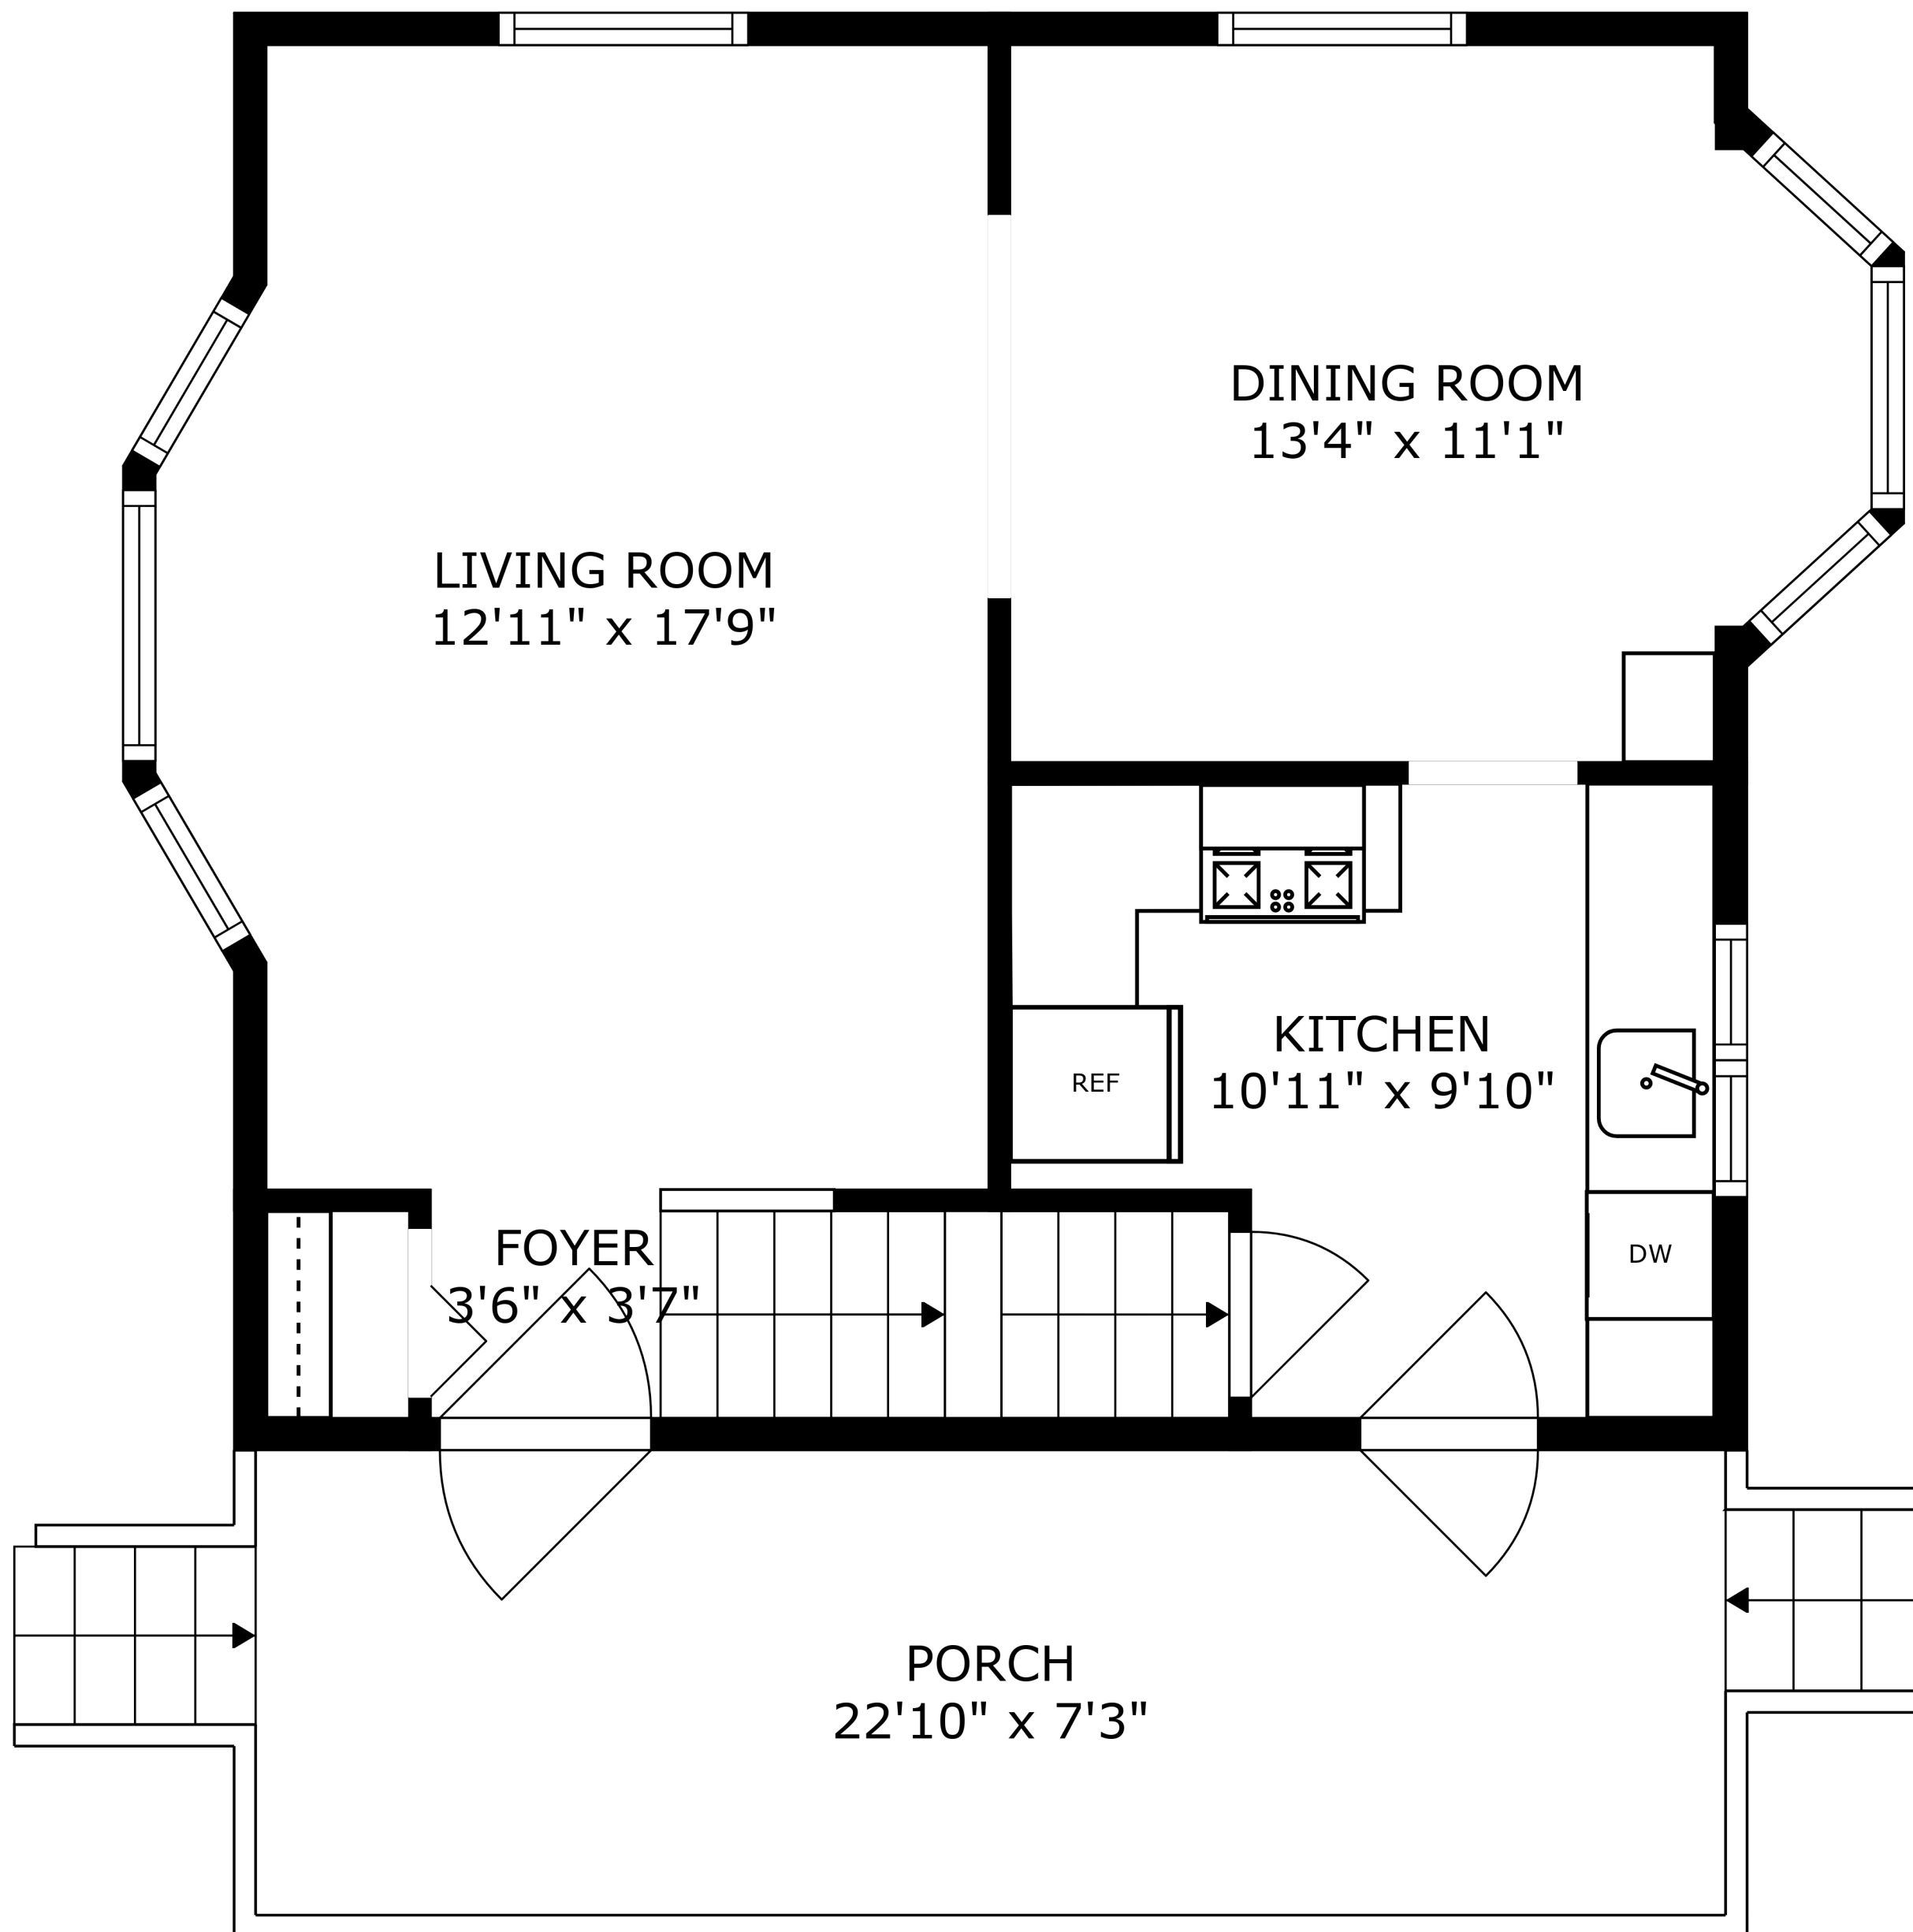 DINING ROOM
13'4" x 11'1"
LIVING ROOM
12'11" x 17'9"
KITCHEN
10'11" x 9'10"
REF
FOYER
3'6" x 3'7"
DW
PORCH
22'10" x 7'3"